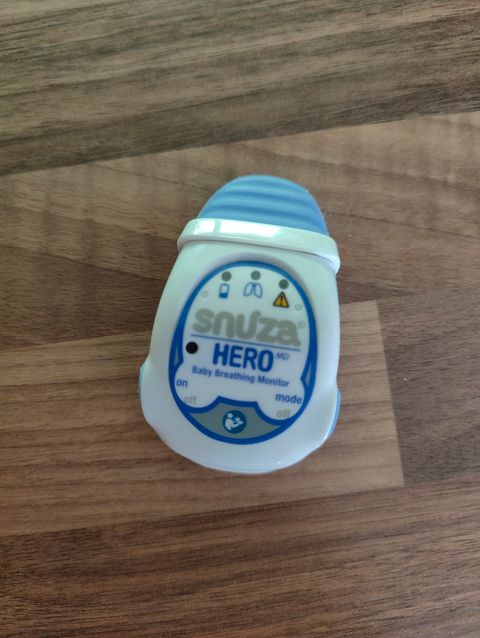 snuza®
HERO MD
Baby Breathing Monitor
on mode
off off